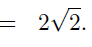 = 2√2.